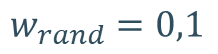 w_rand = 0,1